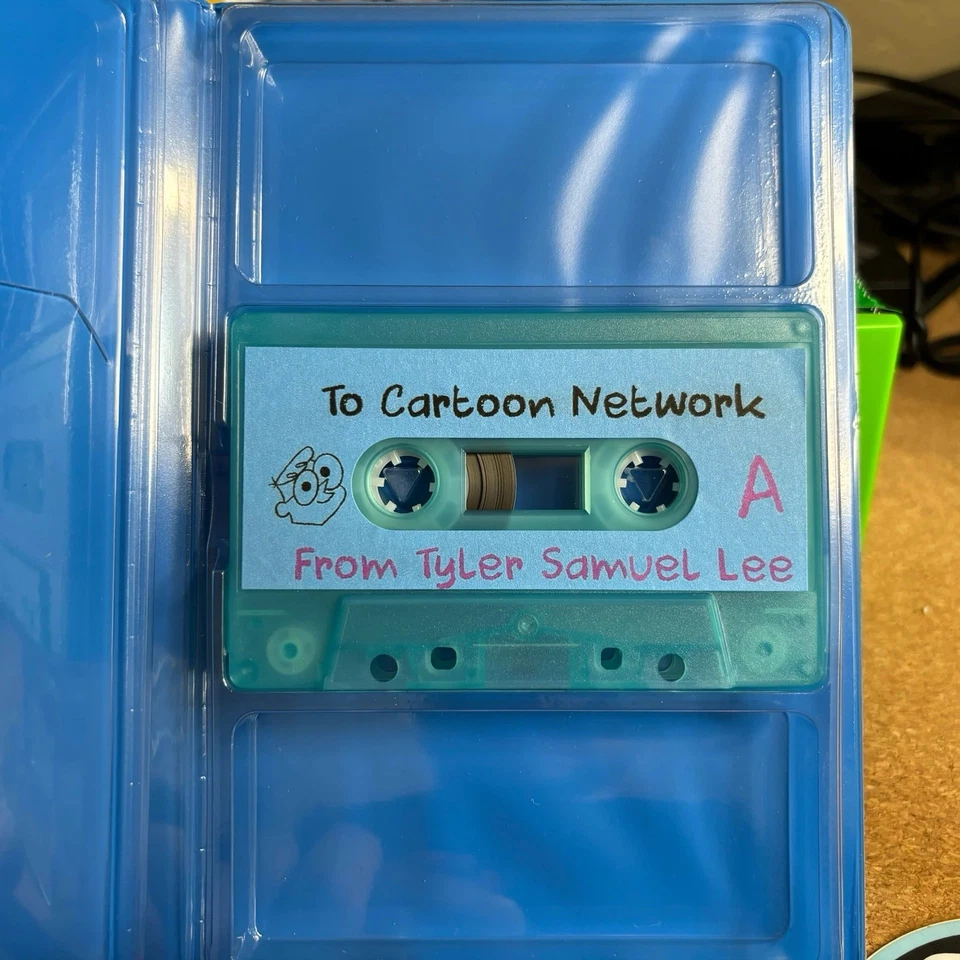 To Cartoon Network
A
From Tyler Samuel Lee